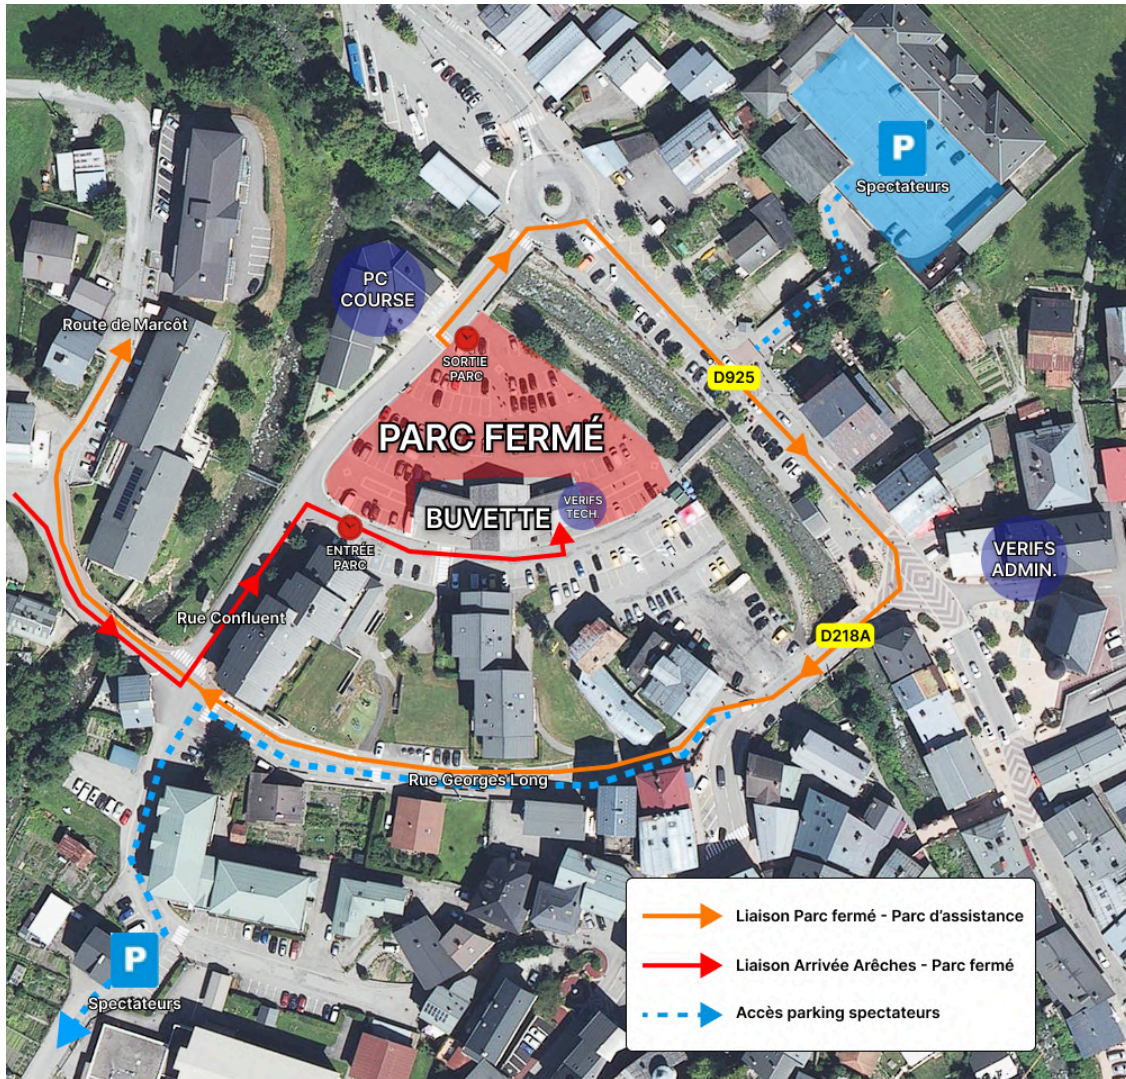 P
Spectateurs
PC
COURSE
Route de Marcôt
SORTIE
PARC
D925
PARC FERMÉ
BUVETTE
VERIFS
TECH.
ENTRÉE
PARC
VERIFS
ADMIN.
Rue Confluent
D218A
Rue Georges Long
P
Spectateurs
Liaison Parc fermé - Parc d'assistance
Liaison Arrivée Arêches - Parc fermé
Accès parking spectateurs